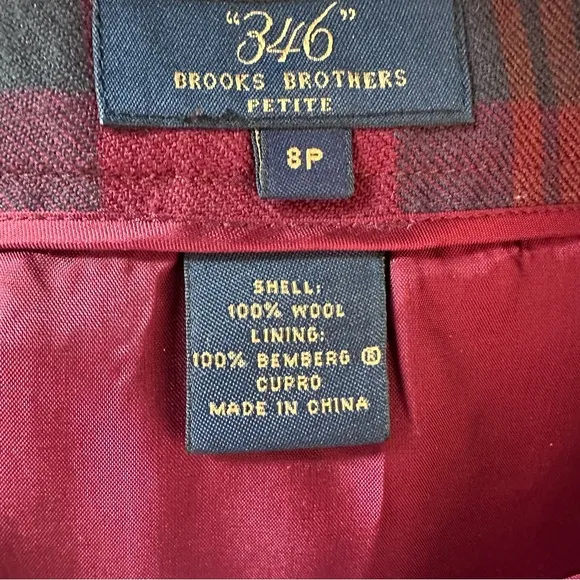 "346"
BROOKS BROTHERS
PETITE
8P
SHELL:
100% WOOL
LINING:
100% BEMBERG ®
CUPRO
MADE IN CHINA